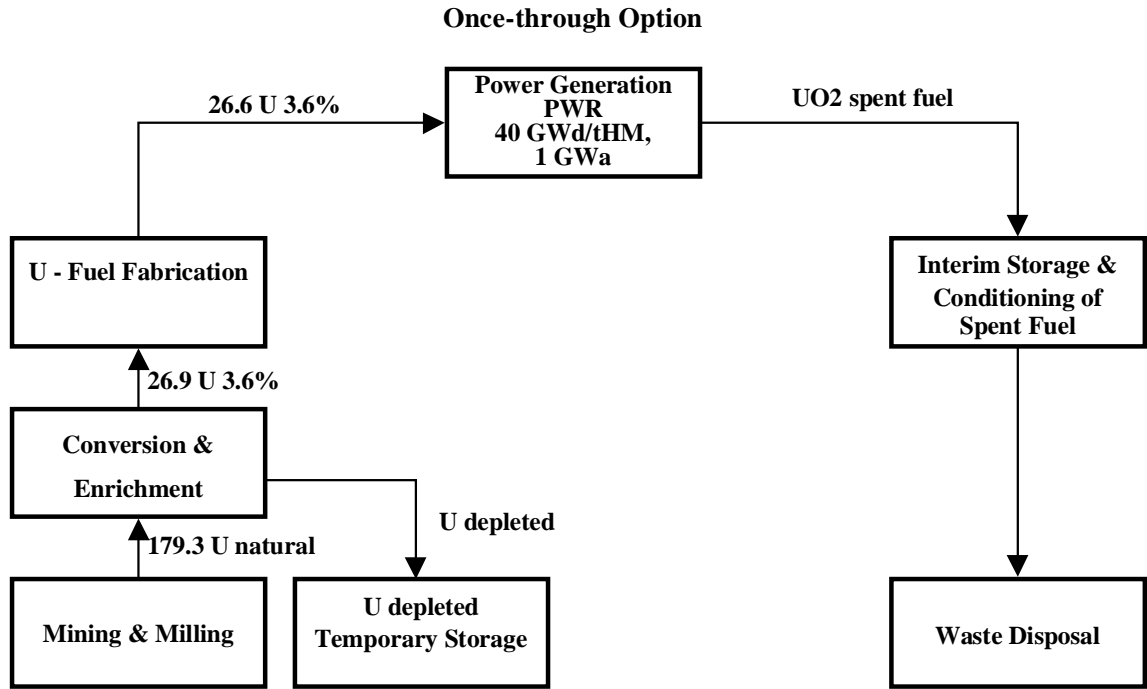 Once-through Option
Power Generation
PWR
40 GWd/tHM,
1 GWa
26.6 U 3.6%
UO2 spent fuel
U - Fuel Fabrication
Interim Storage &
Conditioning of
Spent Fuel
26.9 U 3.6%
Conversion &
Enrichment
U depleted
179.3 U natural
Mining & Milling
U depleted
Temporary Storage
Waste Disposal